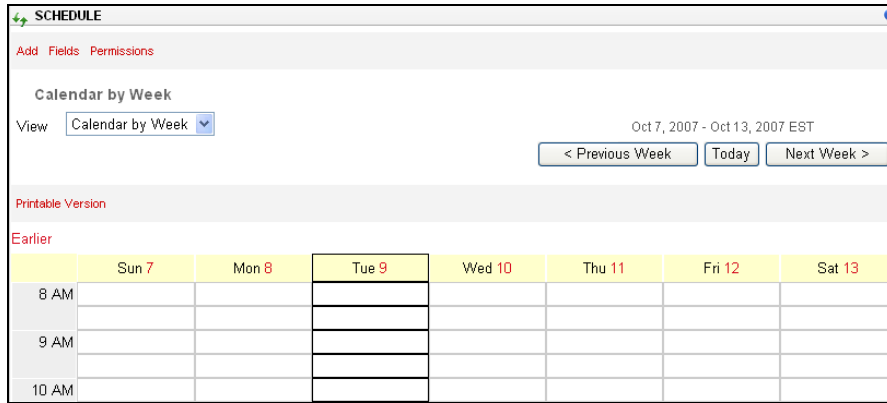 SCHEDULE
Add Fields Permissions
Calendar by Week
View Calendar by Week
Oct 7, 2007 - Oct 13, 2007 EST
< Previous Week Today Next Week >
Printable Version
Earlier
Sun 7 Mon 8 Tue 9 Wed 10 Thu 11 Fri 12 Sat 13
8 AM
9 AM
10 AM